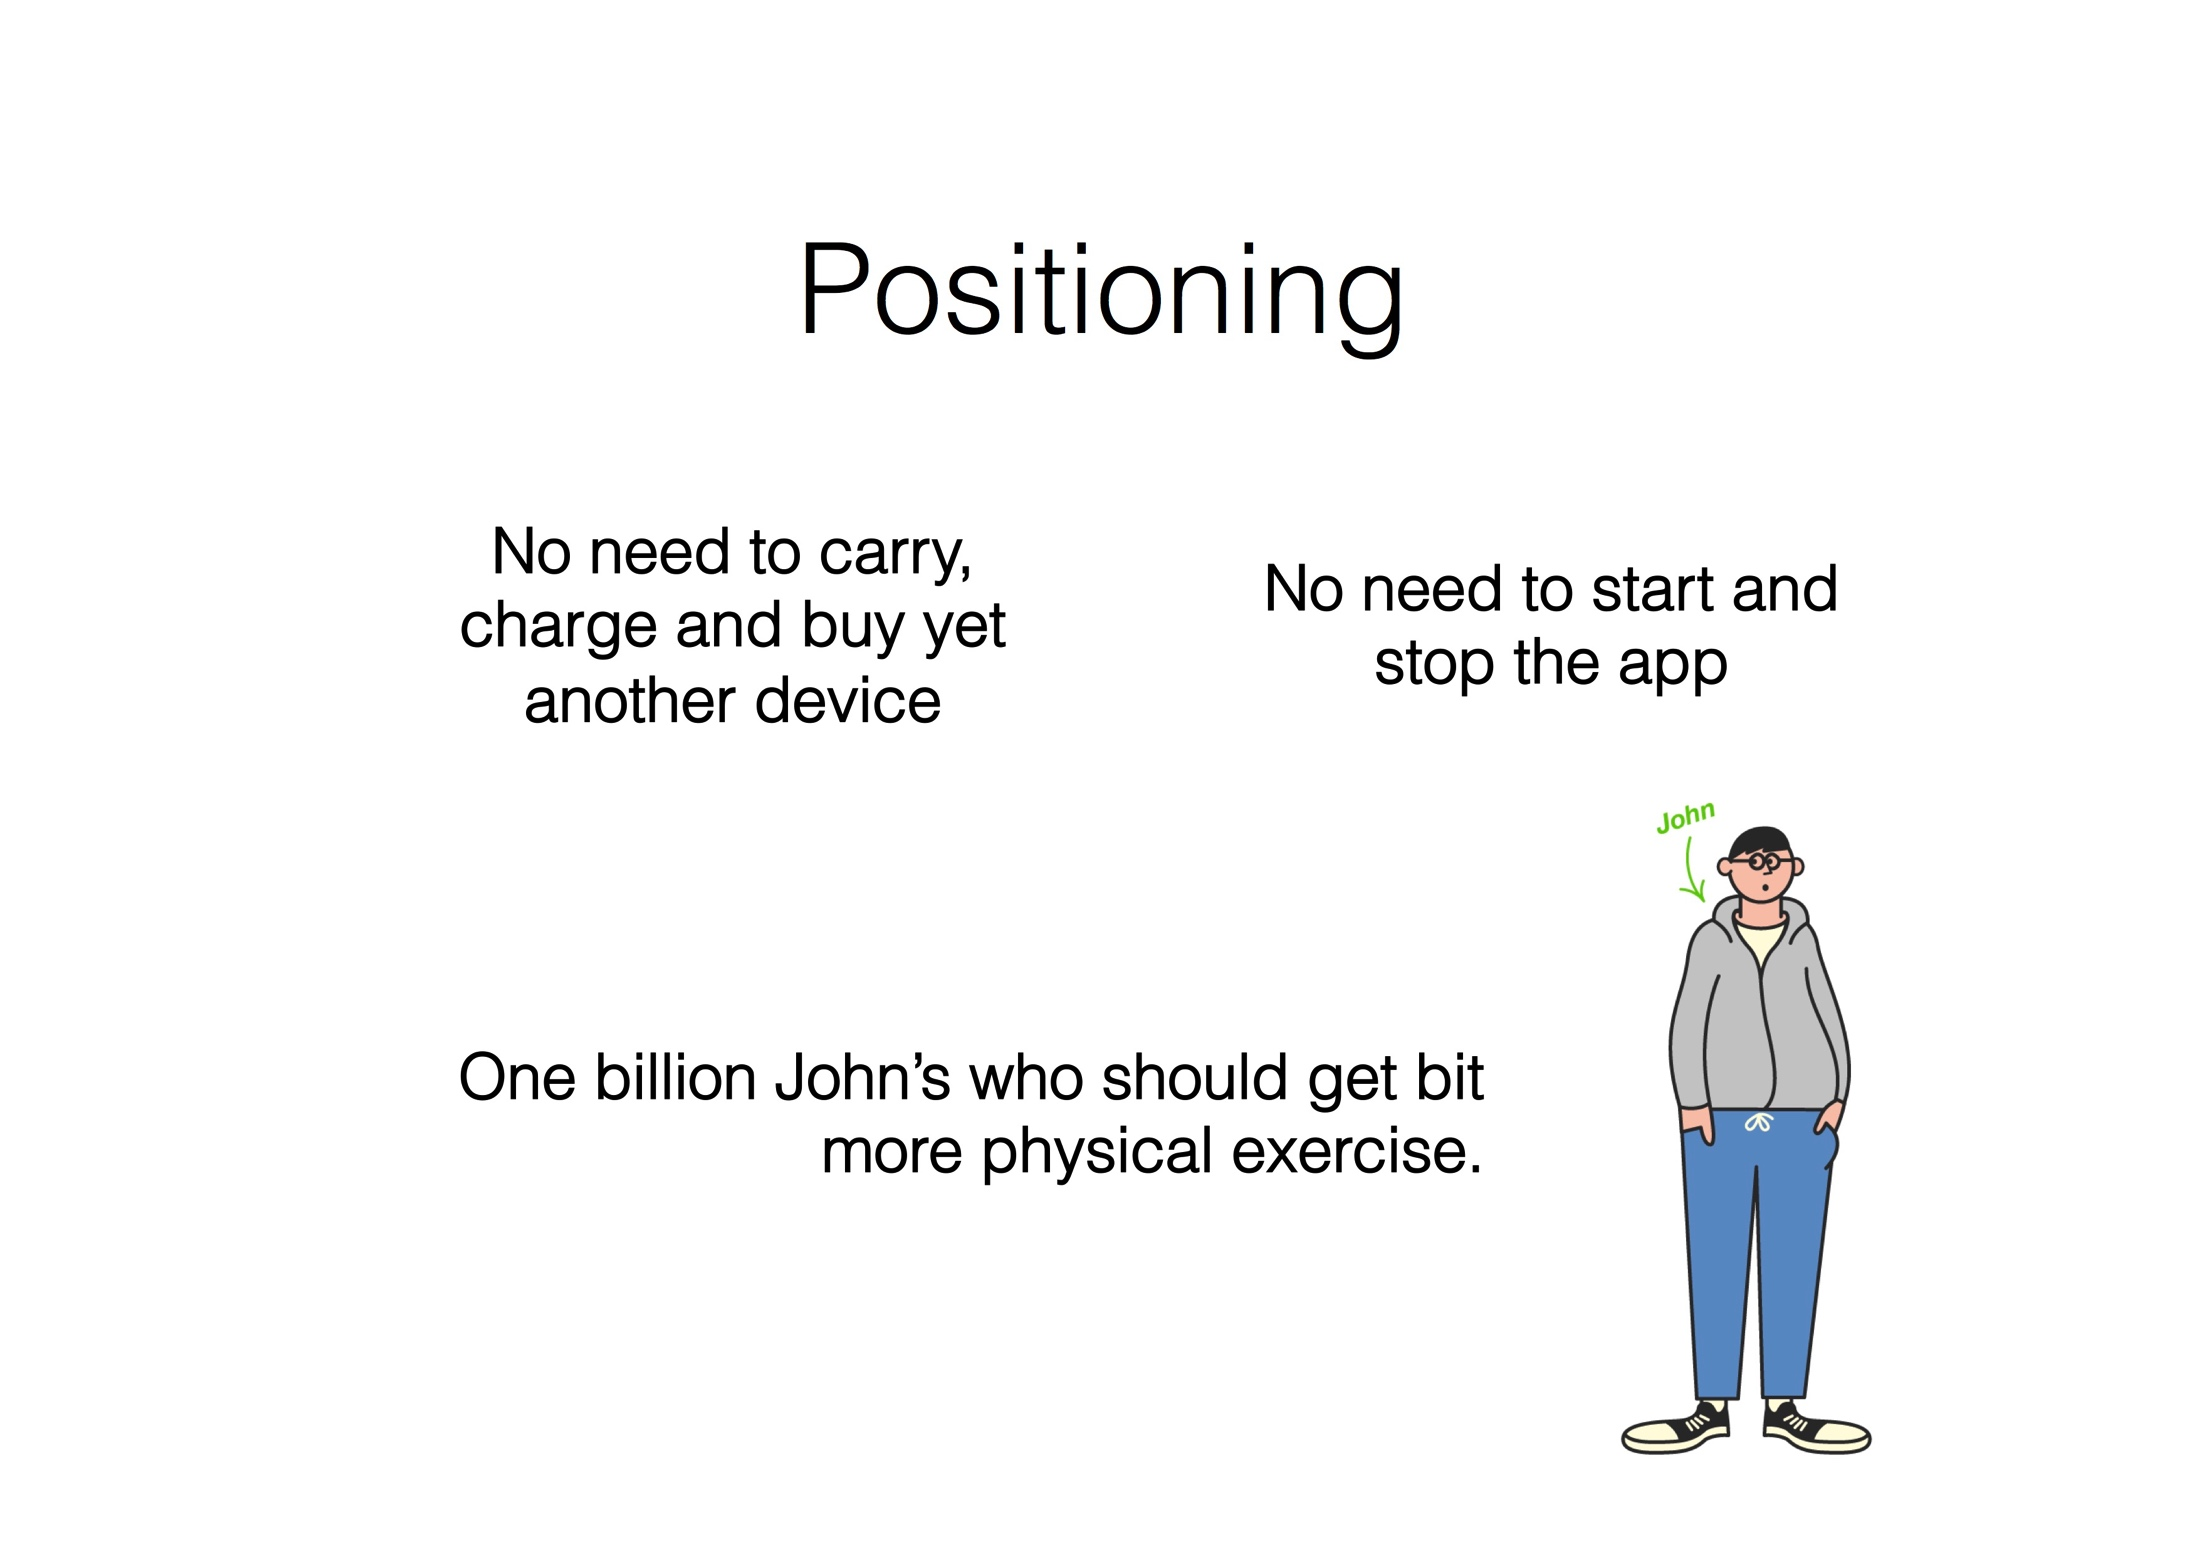 Positioning
No need to carry,
charge and buy yet
another device
No need to start and
stop the app
John
One billion John’s who should get bit
more physical exercise.